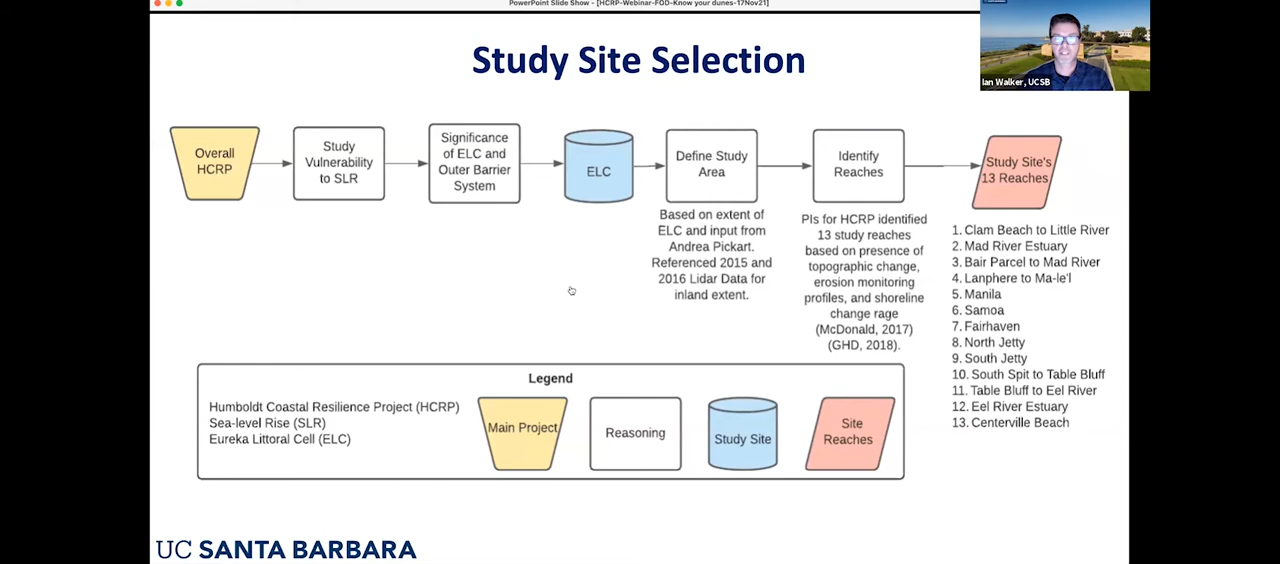 PowerPoint Slide Show - [HCRP-Webinar-FOD-Know your dunes-17Nov21]
Study Site Selection
Ian Walker, UCSB
Overall
HCRP
Study
Vulnerability
to SLR
Significance
of ELC and
Outer Barrier
System
ELC
Define Study
Area
Identify
Reaches
Study Site's
13 Reaches
Based on extent of
ELC and input from
Andrea Pickart.
Referenced 2015 and
2016 Lidar Data for
inland extent.
PIs for HCRP identified
13 study reaches
based on presence of
topographic change,
erosion monitoring
profiles, and shoreline
change rage
(McDonald, 2017)
(GHD, 2018).
1. Clam Beach to Little River
2. Mad River Estuary
3. Bair Parcel to Mad River
4. Lanphere to Ma-le'l
5. Manila
6. Samoa
7. Fairhaven
8. North Jetty
9. South Jetty
10. South Spit to Table Bluff
11. Table Bluff to Eel River
12. Eel River Estuary
13. Centerville Beach
Legend
Humboldt Coastal Resilience Project (HCRP)
Sea-level Rise (SLR)
Eureka Littoral Cell (ELC)
Main Project
Reasoning
Study Site
Site
Reaches
UC SANTA BARBARA